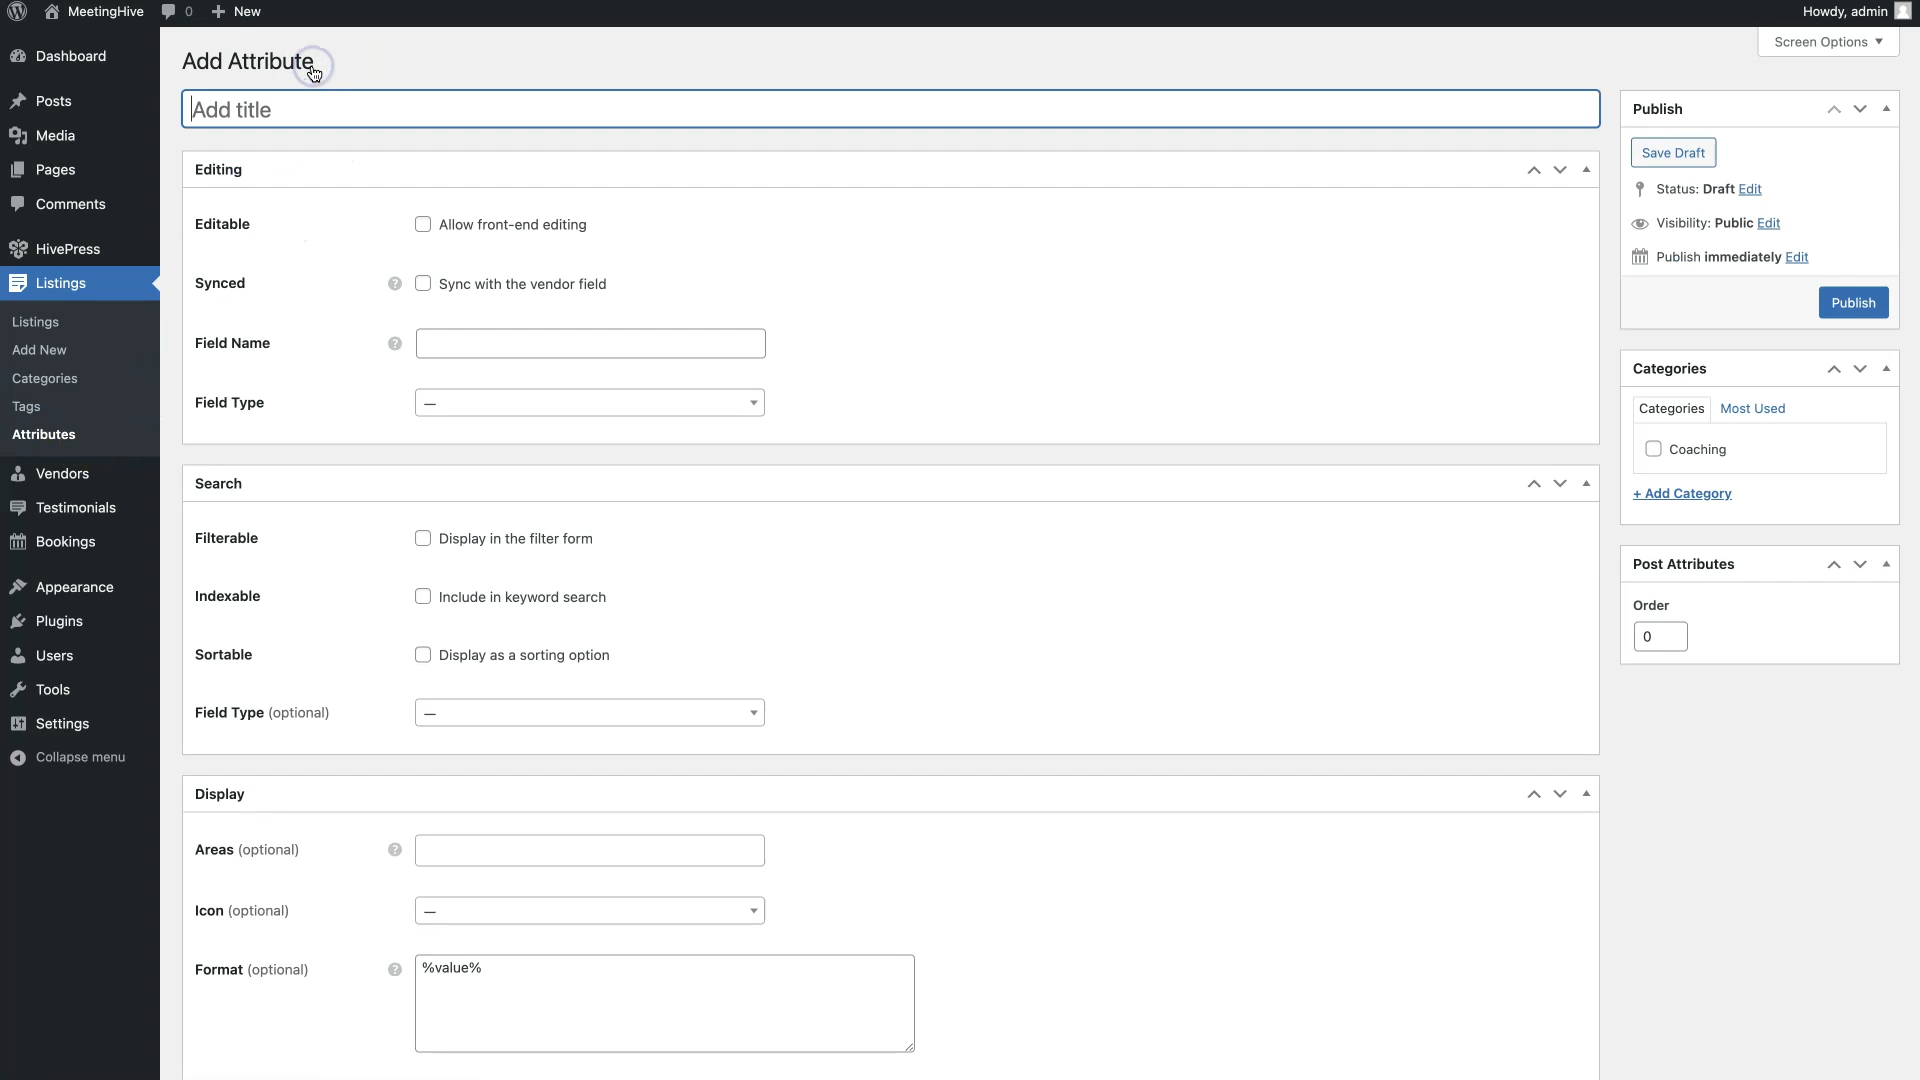 MeetingHive
0
New
Howdy, admin
Screen Options
Dashboard
Posts
Media
Pages
Comments
HivePress
Listings
Listings
Add New
Categories
Tags
Attributes
Vendors
Testimonials
Bookings
Appearance
Plugins
Users
Tools
Settings
Collapse menu
Add Attribute
Add title
Editing
Editable
Allow front-end editing
Synced
? Sync with the vendor field
Field Name
?
Field Type
—
Search
Filterable
Display in the filter form
Indexable
Include in keyword search
Sortable
Display as a sorting option
Field Type (optional)
—
Display
Areas (optional)
?
Icon (optional)
—
Format (optional)
?
%value%
Publish
Save Draft
Status: Draft Edit
Visibility: Public Edit
Publish immediately Edit
Publish
Categories
Categories
Most Used
Coaching
+ Add Category
Post Attributes
Order
0